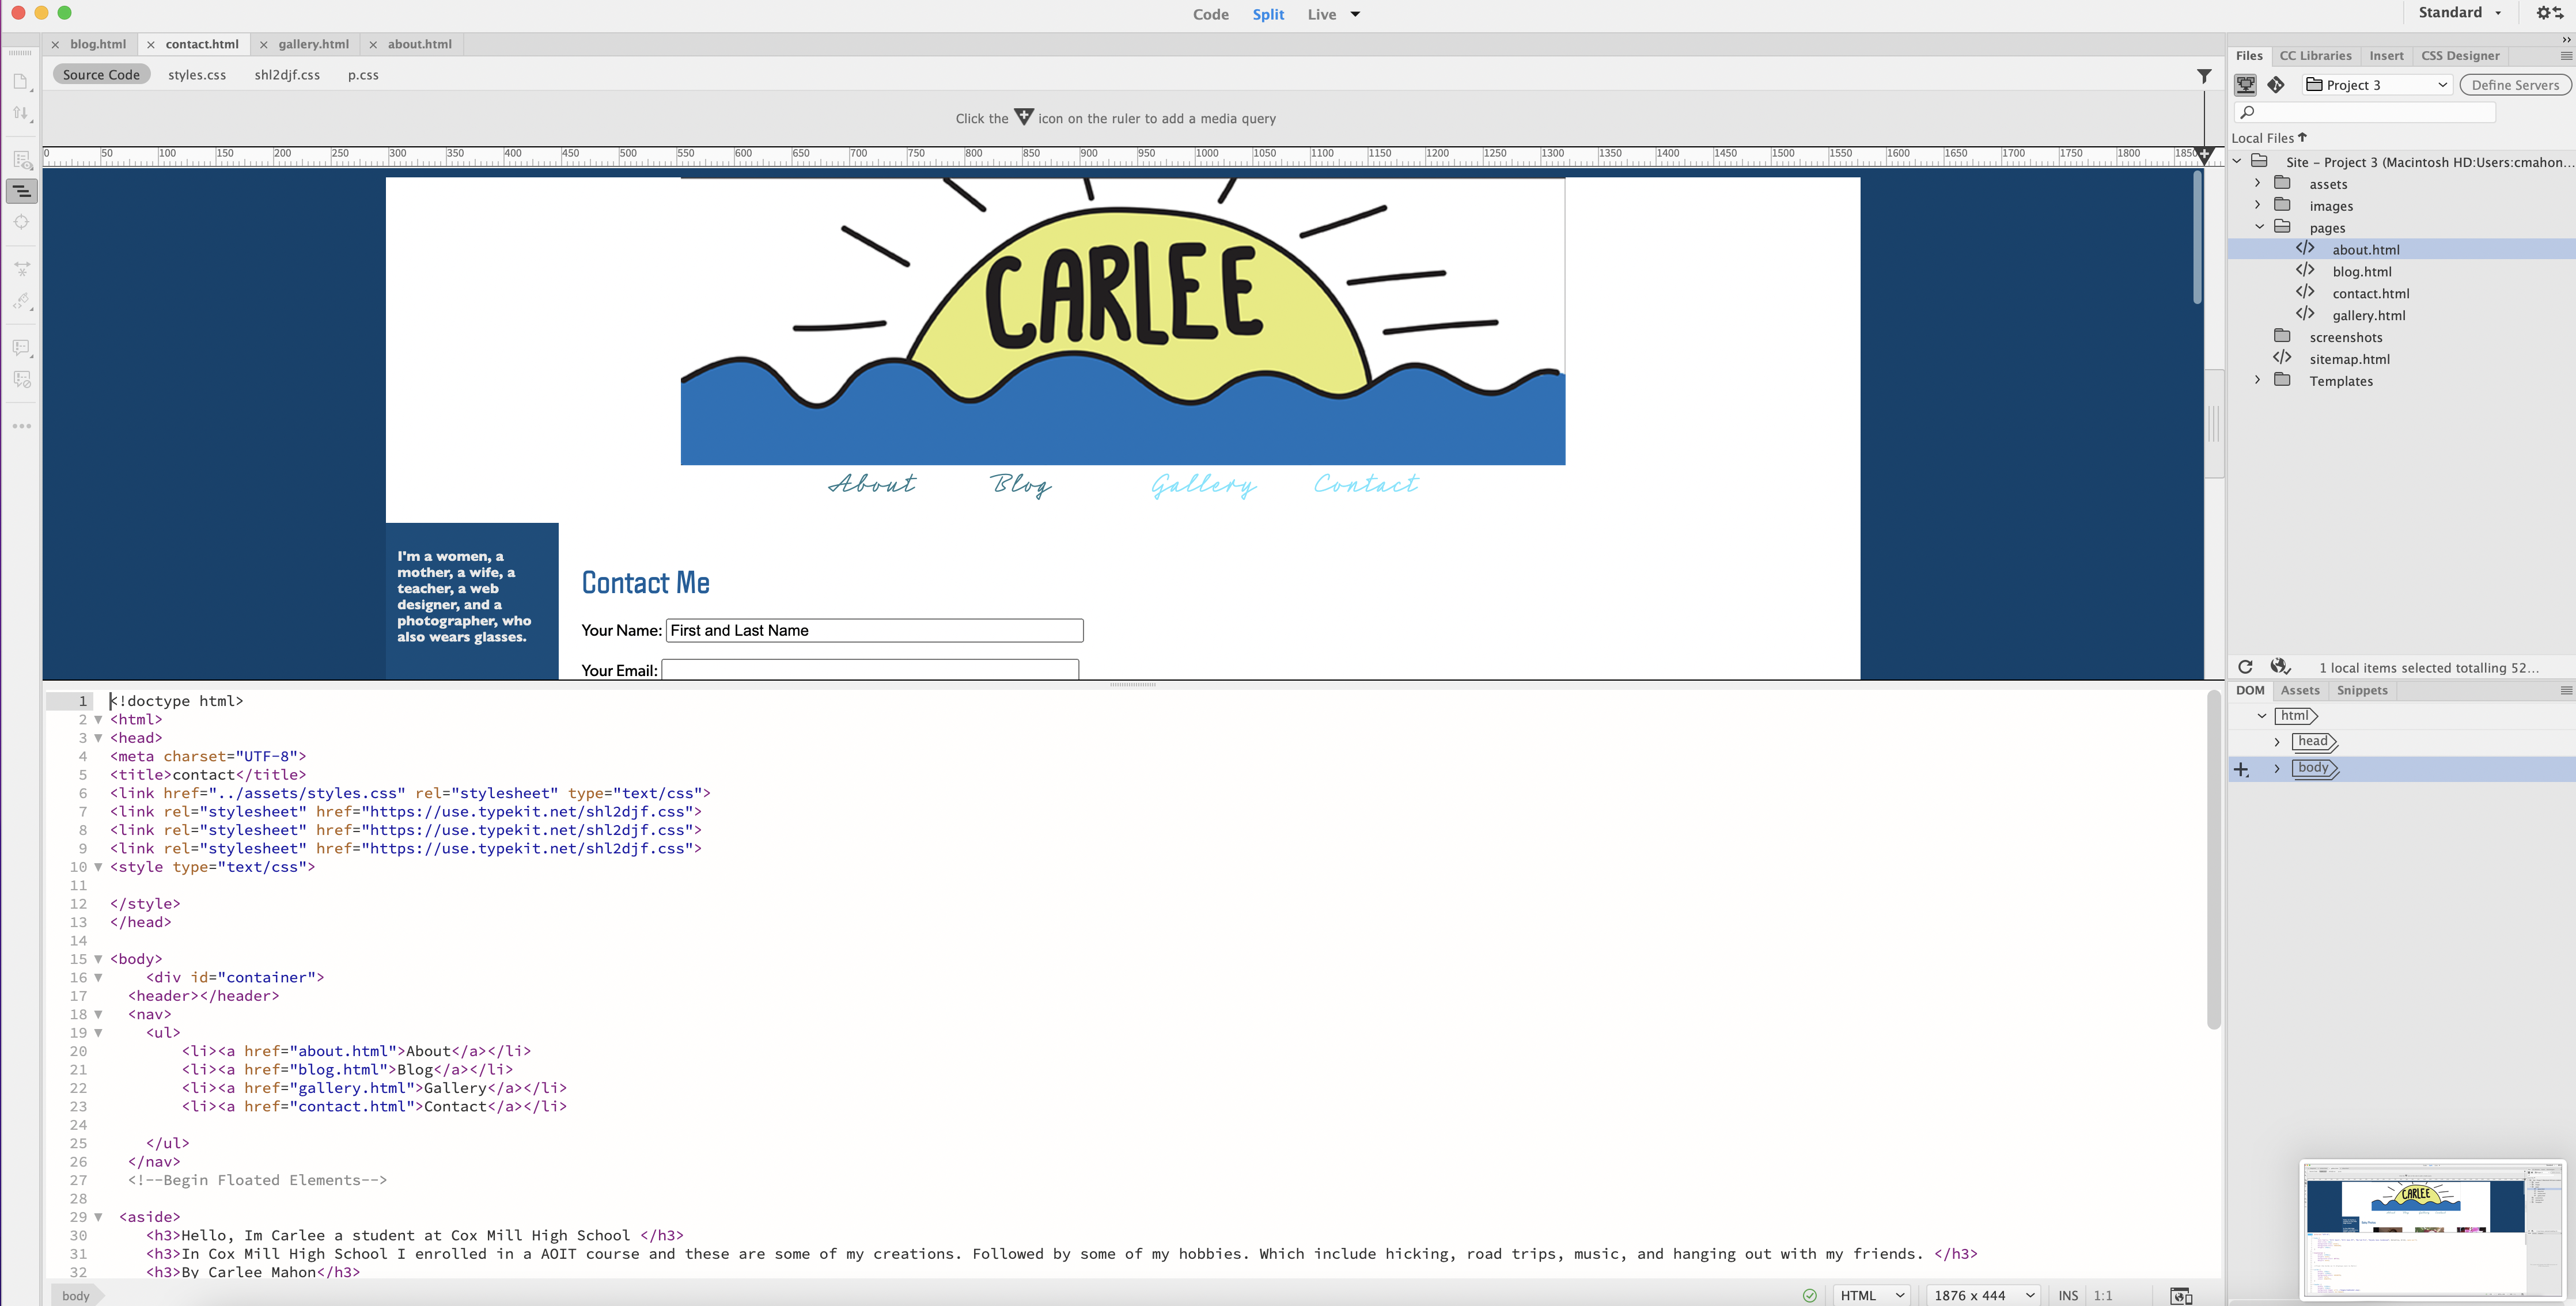 Code Split Live
Standard
blog.html contact.html gallery.html about.html
Source Code styles.css shl2djf.css p.css
Click the icon on the ruler to add a media query
0 50 100 150 200 250 300 350 400 450 500 550 600 650 700 750 800 850 900 950 1000 1050 1100 1150 1200 1250 1300 1350 1400 1450 1500 1550 1600 1650 1700 1750 1800 1850
CARLEE
About Blog Gallery Contact
I'm a women, a
mother, a wife, a
teacher, a web
designer, and a
photographer, who
also wears glasses.
Contact Me
Your Name: First and Last Name
Your Email:
1 <!doctype html>
2 <html>
3 <head>
4 <meta charset="UTF-8">
5 <title>contact</title>
6 <link href="../assets/styles.css" rel="stylesheet" type="text/css">
7 <link rel="stylesheet" href="https://use.typekit.net/shl2djf.css">
8 <link rel="stylesheet" href="https://use.typekit.net/shl2djf.css">
9 <link rel="stylesheet" href="https://use.typekit.net/shl2djf.css">
10 <style type="text/css">
11
12 </style>
13 </head>
14
15 <body>
16 <div id="container">
17 <header></header>
18 <nav>
19 <ul>
20 <li><a href="about.html">About</a></li>
21 <li><a href="blog.html">Blog</a></li>
22 <li><a href="gallery.html">Gallery</a></li>
23 <li><a href="contact.html">Contact</a></li>
24
25 </ul>
26 </nav>
27 <!--Begin Floated Elements-->
28
29 <aside>
30 <h3>Hello, Im Carlee a student at Cox Mill High School </h3>
31 <h3>In Cox Mill High School I enrolled in a AOIT course and these are some of my creations. Followed by some of my hobbies. Which include hicking, road trips, music, and hanging out with my friends. </h3>
32 <h3>By Carlee Mahon</h3>
body
HTML 1876 x 444 INS 1:1
Files CC Libraries Insert CSS Designer
Project 3 Define Servers
Local Files
Site – Project 3 (Macintosh HD:Users:cmahon...
assets
images
pages
about.html
blog.html
contact.html
gallery.html
screenshots
sitemap.html
Templates
1 local items selected totalling 52...
DOM Assets Snippets
html
head
body
CARLEE